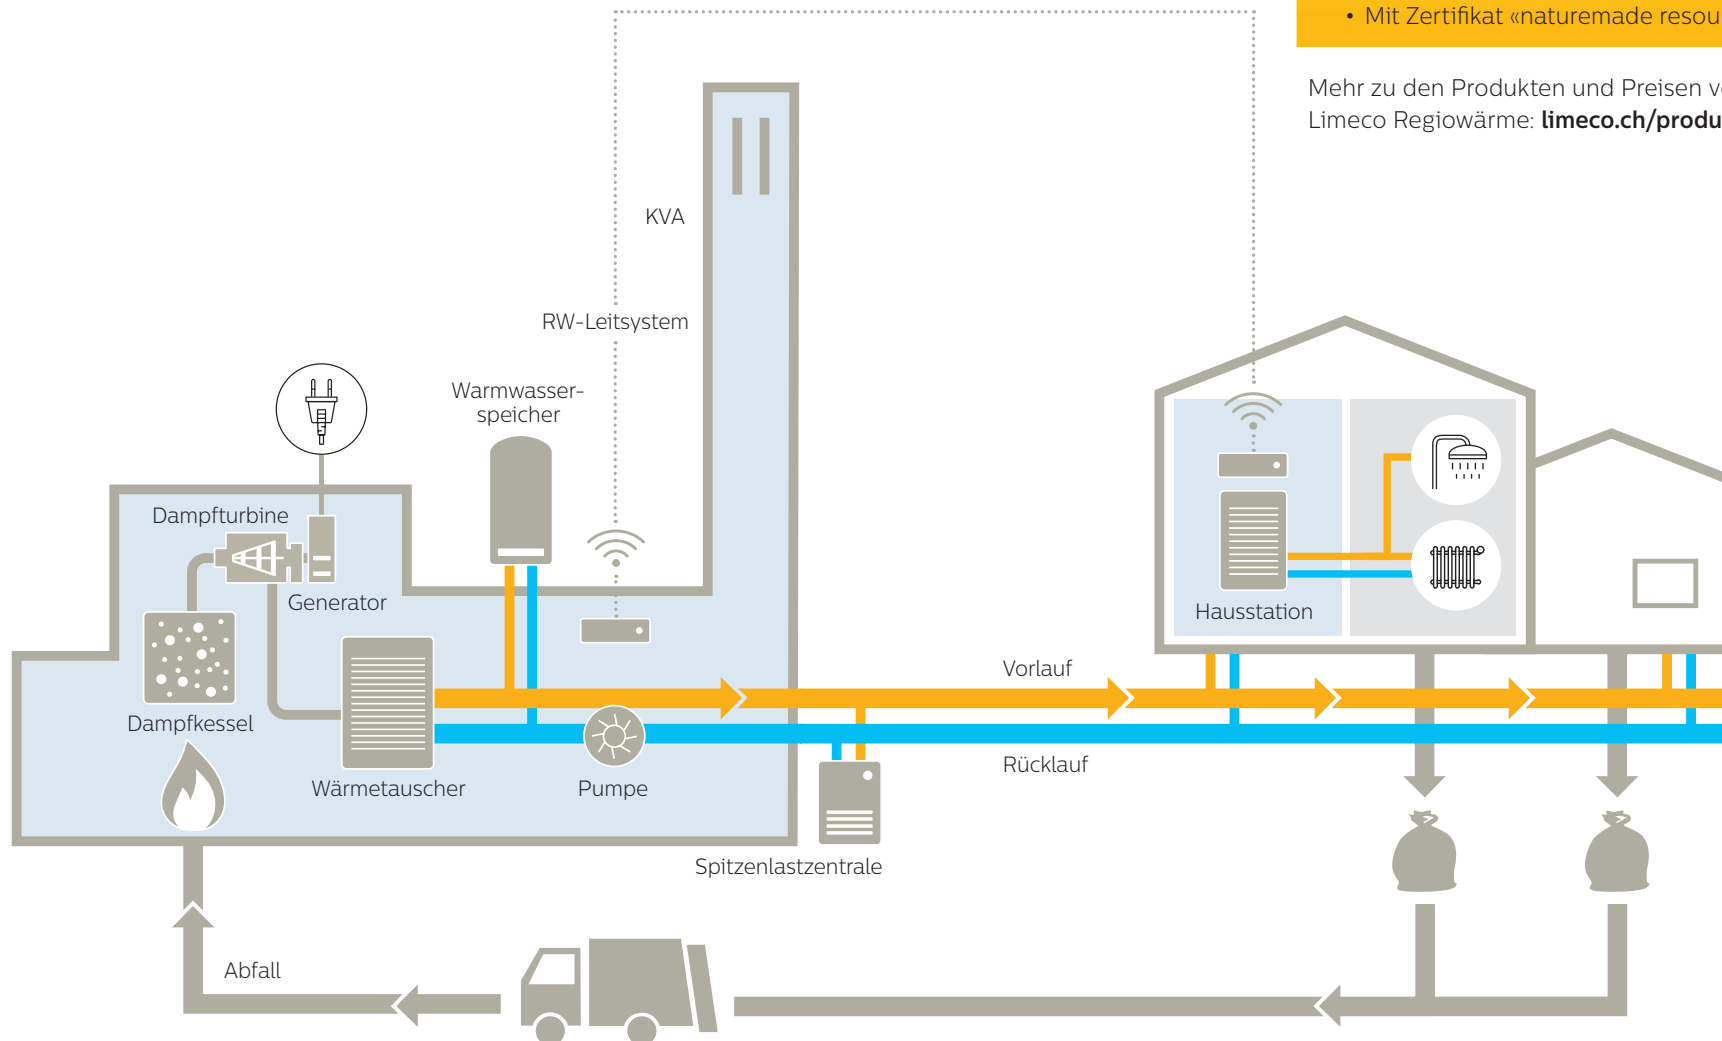 • Mit Zertifikat «naturemade
Mehr zu den Produkten und Preisen
Limeco Regiowärme: limeco.ch/produ
KVA
RW-Leitsystem
Warmwasser-
speicher
Dampfturbine
Generator
Dampfkessel
Wärmetauscher
Pumpe
Spitzenlastzentrale
Vorlauf
Rücklauf
Hausstation
Abfall